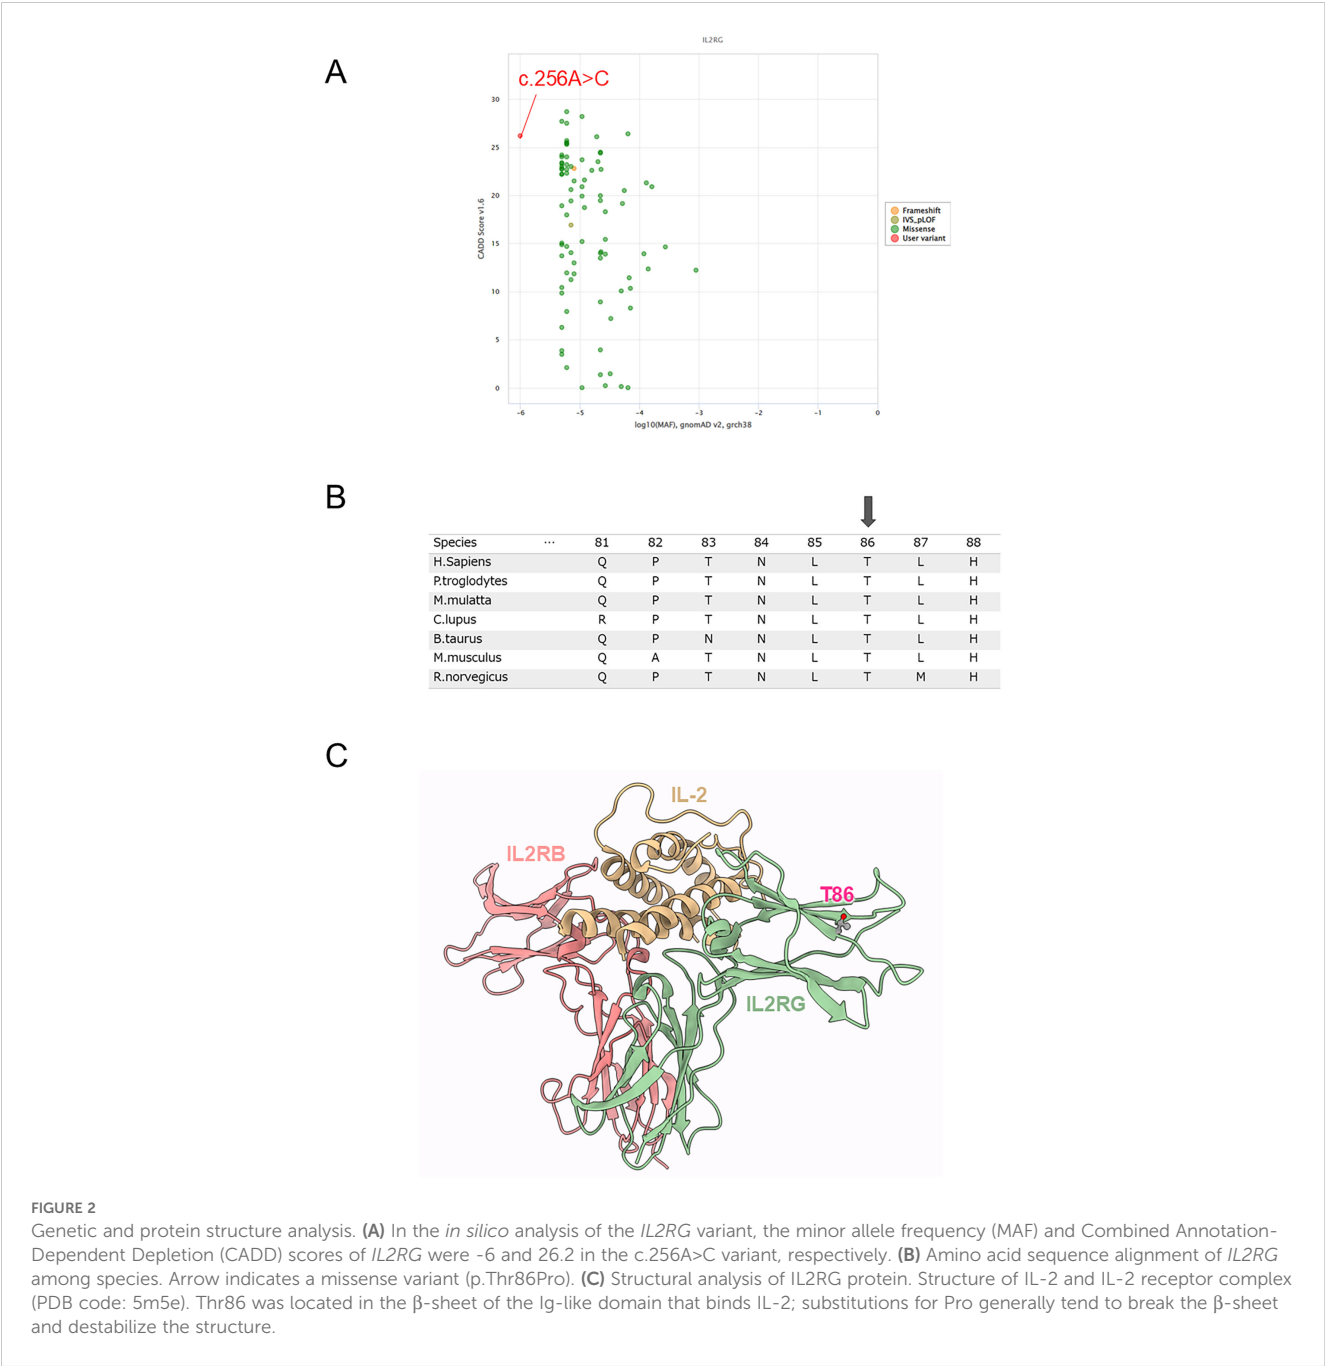 A
IL2RG
c.256A>C
30
25
20
15
10
5
0
CADD Score v1.6
-6 -5 -4 -3 -2 -1 0
log10(MAF), gnomAD v2, grch38
Frameshift
IVS_pLOF
Missense
User variant
B
Species ... 81 82 83 84 85 86 87 88
H.Sapiens Q P T N L T L H
P.troglodytes Q P T N L T L H
M.mulatta Q P T N L T L H
C.lupus R P T N L T L H
B.taurus Q P N N L T L H
M.musculus Q A T N L T L H
R.norvegicus Q P T N L T M H
C
IL-2
IL2RB
T86
IL2RG
FIGURE 2
Genetic and protein structure analysis. (A) In the in silico analysis of the IL2RG variant, the minor allele frequency (MAF) and Combined Annotation-
Dependent Depletion (CADD) scores of IL2RG were -6 and 26.2 in the c.256A>C variant, respectively. (B) Amino acid sequence alignment of IL2RG
among species. Arrow indicates a missense variant (p.Thr86Pro). (C) Structural analysis of IL2RG protein. Structure of IL-2 and IL-2 receptor complex
(PDB code: 5m5e). Thr86 was located in the β-sheet of the Ig-like domain that binds IL-2; substitutions for Pro generally tend to break the β-sheet
and destabilize the structure.